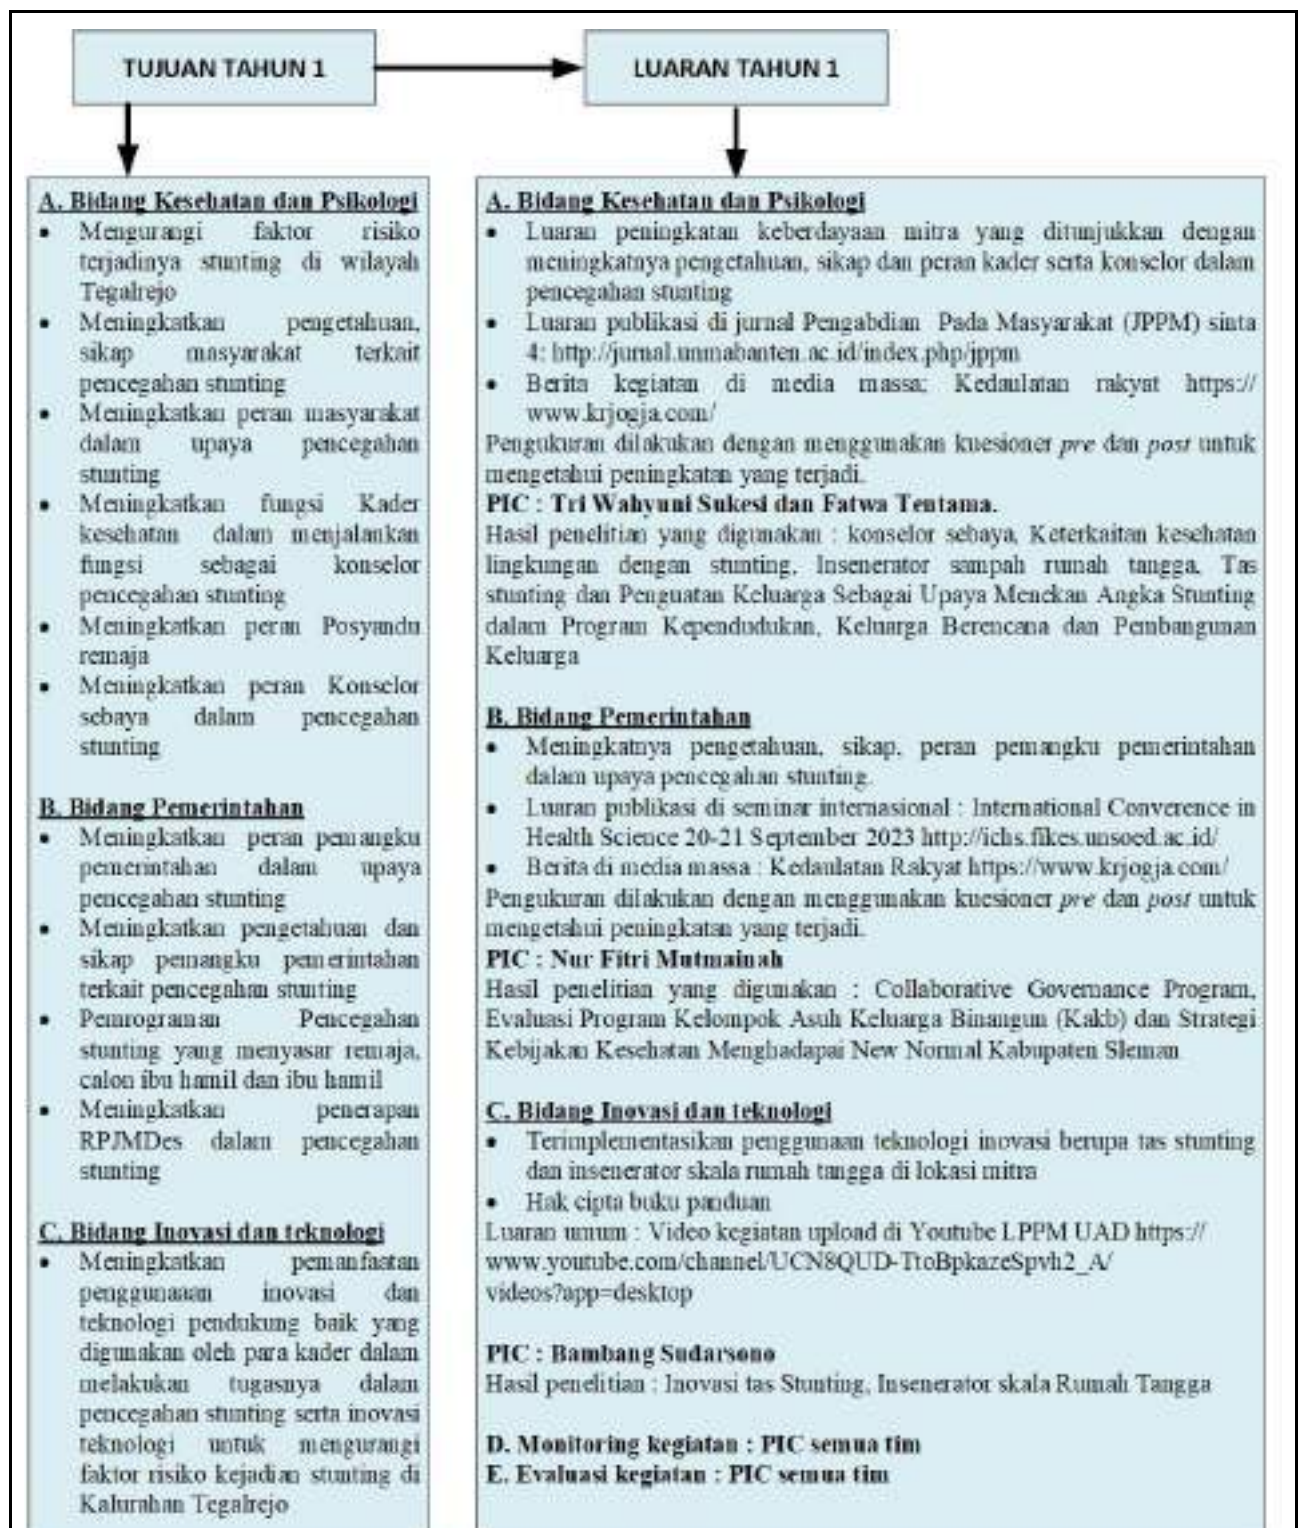 TUJUAN TAHUN 1
LUARAN TAHUN 1
A. Bidang Kesehatan dan Psikologi
• Mengurangi faktor risiko
terjadinya stunting di wilayah
Tegalrejo
• Meningkatkan pengetahuan,
sikap masyarakat terkait
pencegahan stunting
• Meningkatkan peran masyarakat
dalam upaya pencegahan
stunting
• Meningkatkan fungsi Kader
kesehatan dalam menjalankan
fungsi sebagai konselor
pencegahan stunting
• Meningkatkan peran Posyandu
remaja
• Meningkatkan peran Konselor
sebaya dalam pencegahan
stunting
B. Bidang Pemerintahan
• Meningkatkan peran pemangku
pemerintahan dalam upaya
pencegahan stunting
• Meningkatkan pengetahuan dan
sikap pemangku pemerintahan
terkait pencegahan stunting
• Pemrograman Pencegahan
stunting yang menyasar remaja,
calon ibu hamil dan ibu hamil
• Meningkatkan penerapan
RPJMDes dalam pencegahan
stunting
C. Bidang Inovasi dan teknologi
• Meningkatkan pemanfaatan
penggunaaan inovasi dan
teknologi pendukung baik yang
digunakan oleh para kader dalam
melakukan tugasnya dalam
pencegahan stunting serta inovasi
teknologi untuk mengurangi
faktor risiko kejadian stunting di
Kalurahan Tegalrejo
A. Bidang Kesehatan dan Psikologi
• Luaran peningkatan keberdayaan mitra yang ditunjukkan dengan
meningkatnya pengetahuan, sikap dan peran kader serta konselor dalam
pencegahan stunting
• Luaran publikasi di jurnal Pengabdian Pada Masyarakat (JPPM) sinta
4: http://jurnal.unmabanten.ac.id/index.php/jppm
• Berita kegiatan di media massa: Kedaulatan rakyat https://
www.krjogja.com/
Pengukuran dilakukan dengan menggunakan kuesioner pre dan post untuk
mengetahui peningkatan yang terjadi.
PIC : Tri Wahyuni Sukesi dan Fatwa Tentama.
Hasil penelitian yang digunakan : konselor sebaya, Keterkaitan kesehatan
lingkungan dengan stunting, Insenerator sampah rumah tangga, Tas
stunting dan Penguatan Keluarga Sebagai Upaya Menekan Angka Stunting
dalam Program Kependudukan, Keluarga Berencana dan Pembangunan
Keluarga
B. Bidang Pemerintahan
• Meningkatnya pengetahuan, sikap, peran pemangku pemerintahan
dalam upaya pencegahan stunting.
• Luaran publikasi di seminar internasional : International Converence in
Health Science 20-21 September 2023 http://ichs.fikes.unsoed.ac.id/
• Berita di media massa : Kedaulatan Rakyat https://www.krjogja.com/
Pengukuran dilakukan dengan menggunakan kuesioner pre dan post untuk
mengetahui peningkatan yang terjadi.
PIC : Nur Fitri Mutmainah
Hasil penelitian yang digunakan : Collaborative Governance Program,
Evaluasi Program Kelompok Asuh Keluarga Binangun (Kakb) dan Strategi
Kebijakan Kesehatan Menghadapai New Normal Kabupaten Sleman
C. Bidang Inovasi dan teknologi
• Terimplementasikan penggunaan teknologi inovasi berupa tas stunting
dan insenerator skala rumah tangga di lokasi mitra
• Hak cipta buku panduan
Luaran umum : Video kegiatan upload di Youtube LPPM UAD https://
www.youtube.com/channel/UCN8QUD-TtoBpkazeSpvh2_A/
videos?app=desktop
PIC : Bambang Sudarsono
Hasil penelitian : Inovasi tas Stunting, Insenerator skala Rumah Tangga
D. Monitoring kegiatan : PIC semua tim
E. Evaluasi kegiatan : PIC semua tim